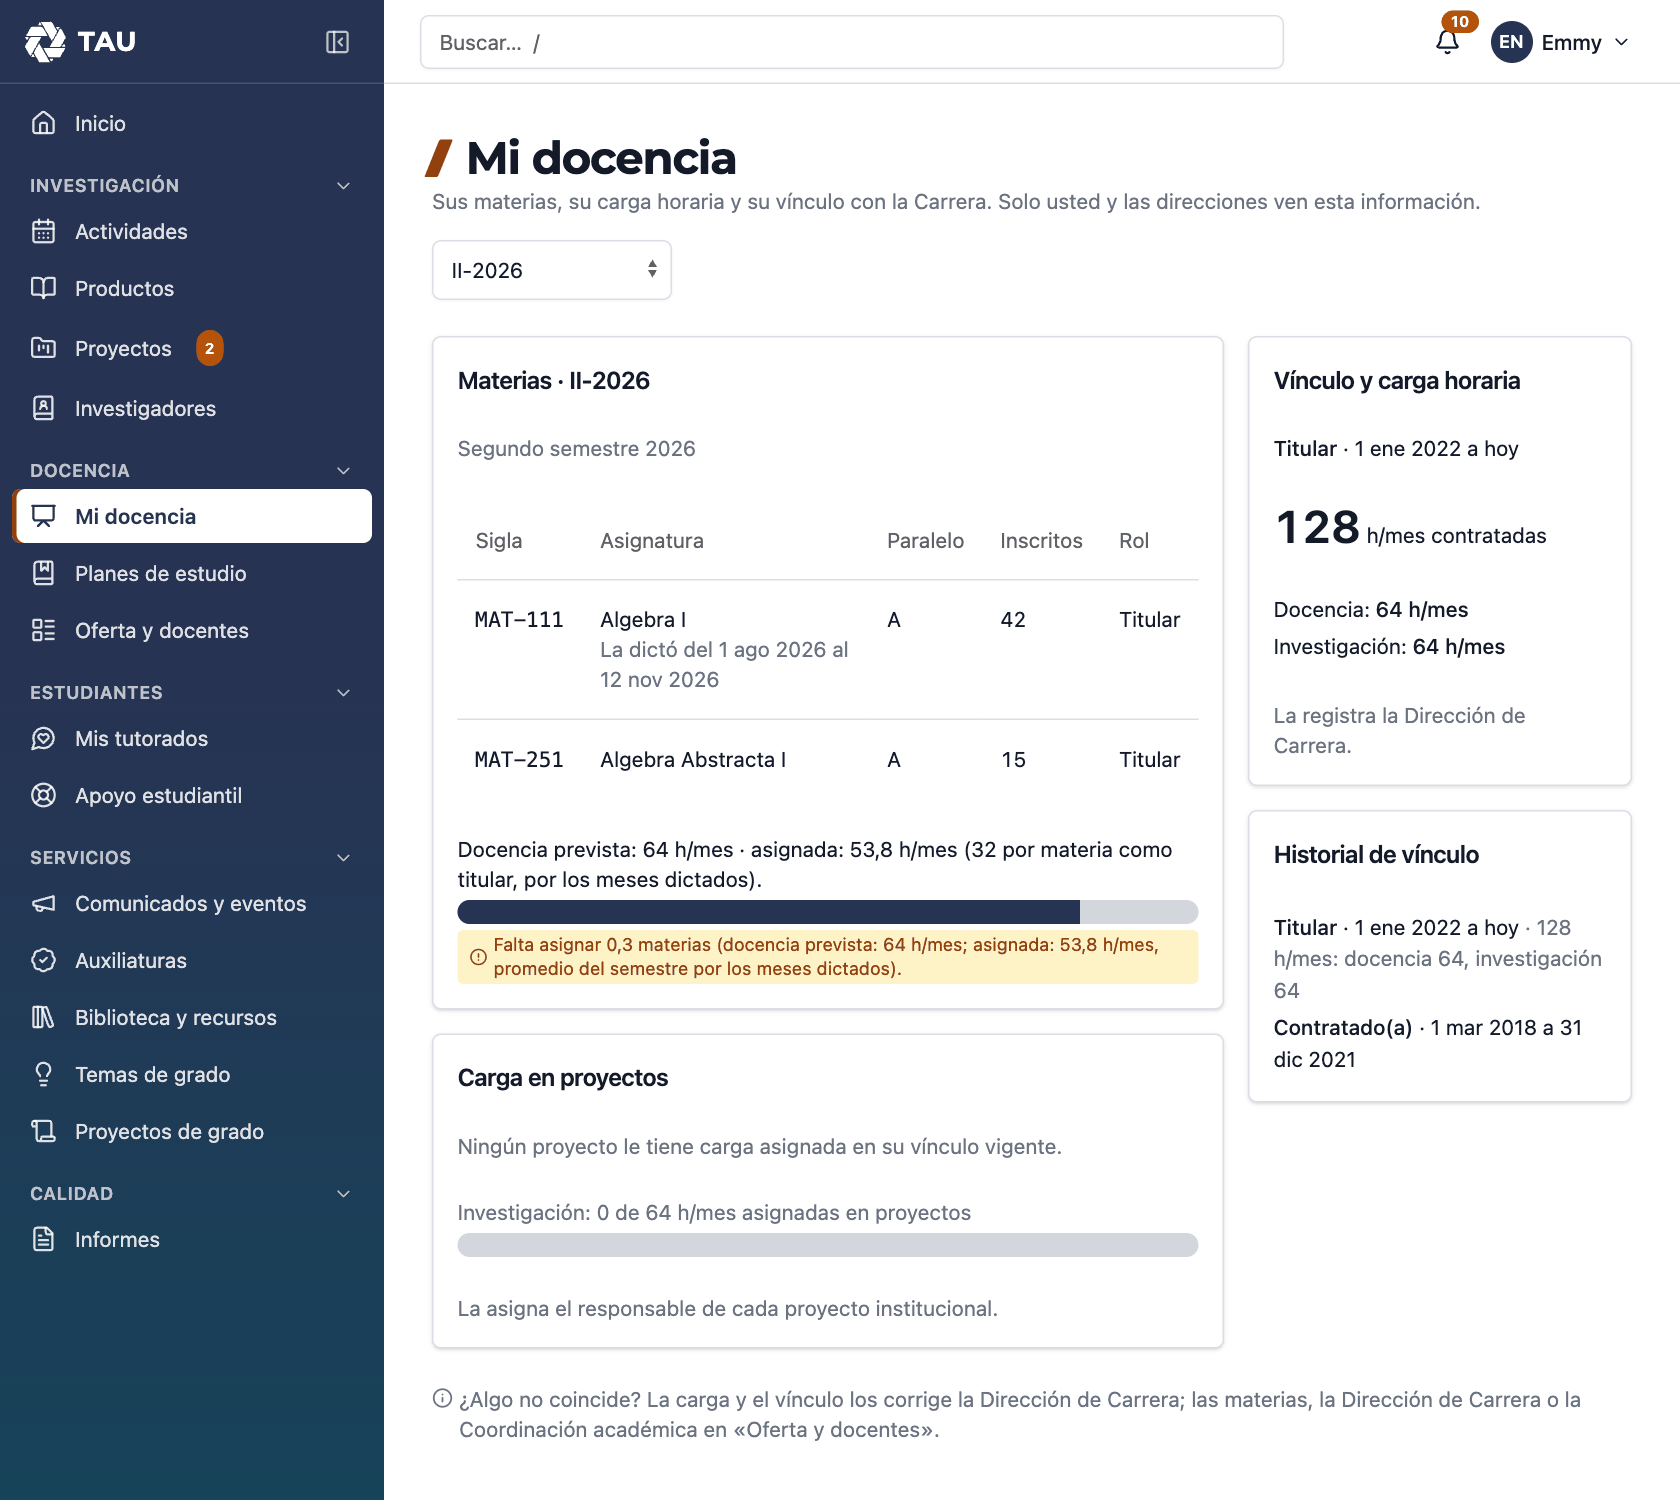 TAU
Buscar... /
10
EN Emmy
Inicio
INVESTIGACIÓN
Actividades
Productos
Proyectos 2
Investigadores
DOCENCIA
Mi docencia
Planes de estudio
Oferta y docentes
ESTUDIANTES
Mis tutorados
Apoyo estudiantil
SERVICIOS
Comunicados y eventos
Auxiliaturas
Biblioteca y recursos
Temas de grado
Proyectos de grado
CALIDAD
Informes
Mi docencia
Sus materias, su carga horaria y su vínculo con la Carrera. Solo usted y las direcciones ven esta información.
II-2026
Materias · II-2026
Segundo semestre 2026
Sigla Asignatura Paralelo Inscritos Rol
MAT–111 Algebra I A 42 Titular
La dictó del 1 ago 2026 al
12 nov 2026
MAT–251 Algebra Abstracta I A 15 Titular
Docencia prevista: 64 h/mes · asignada: 53,8 h/mes (32 por materia como
titular, por los meses dictados).
Falta asignar 0,3 materias (docencia prevista: 64 h/mes; asignada: 53,8 h/mes,
promedio del semestre por los meses dictados).
Carga en proyectos
Ningún proyecto le tiene carga asignada en su vínculo vigente.
Investigación: 0 de 64 h/mes asignadas en proyectos
La asigna el responsable de cada proyecto institucional.
Vínculo y carga horaria
Titular · 1 ene 2022 a hoy
128 h/mes contratadas
Docencia: 64 h/mes
Investigación: 64 h/mes
La registra la Dirección de
Carrera.
Historial de vínculo
Titular · 1 ene 2022 a hoy · 128
h/mes: docencia 64, investigación
64
Contratado(a) · 1 mar 2018 a 31
dic 2021
¿Algo no coincide? La carga y el vínculo los corrige la Dirección de Carrera; las materias, la Dirección de Carrera o la
Coordinación académica en «Oferta y docentes».